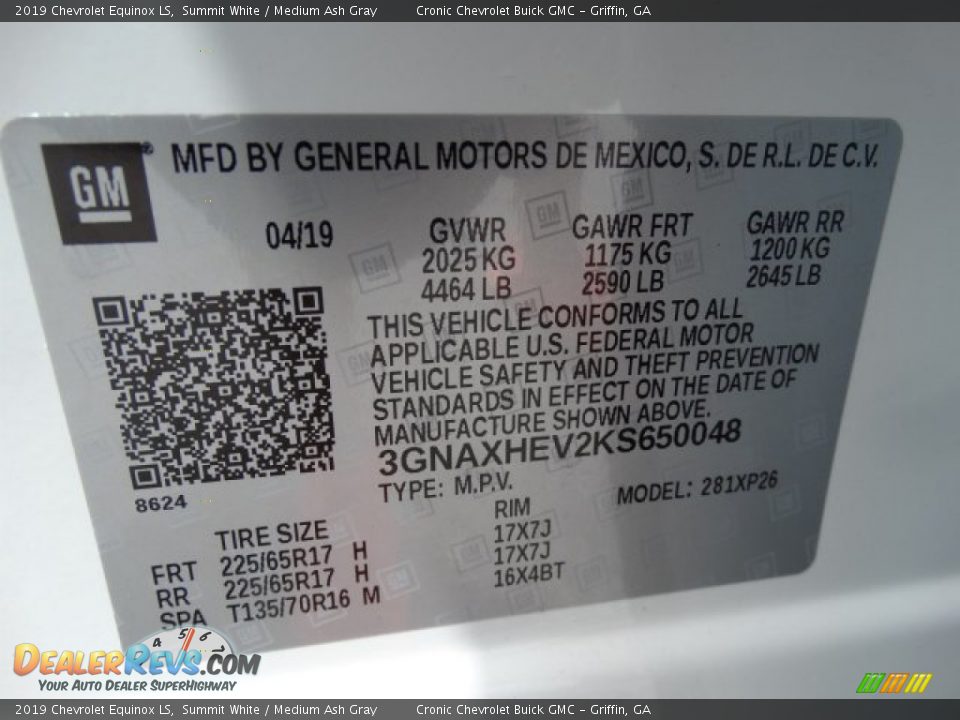 2019 Chevrolet Equinox LS, Summit White / Medium Ash Gray Cronic Chevrolet Buick GMC – Griffin, GA
GM
MFD BY GENERAL MOTORS DE MEXICO, S. DE R.L. DE C.V.
04/19 GVWR GAWR FRT GAWR RR
2025 KG 1175 KG 1200 KG
4464 LB 2590 LB 2645 LB
THIS VEHICLE CONFORMS TO ALL
APPLICABLE U.S. FEDERAL MOTOR
VEHICLE SAFETY AND THEFT PREVENTION
STANDARDS IN EFFECT ON THE DATE OF
MANUFACTURE SHOWN ABOVE.
3GNAXHEV2KS650048
8624
TYPE: M.P.V. MODEL: 281XP26
TIRE SIZE RIM
FRT 225/65R17 H 17X7J
RR 225/65R17 H 17X7J
SPA T135/70R16 M 16X4BT
4 5 6
DEALERREVS.COM
YOUR AUTO DEALER SUPERHIGHWAY
2019 Chevrolet Equinox LS, Summit White / Medium Ash Gray Cronic Chevrolet Buick GMC – Griffin, GA